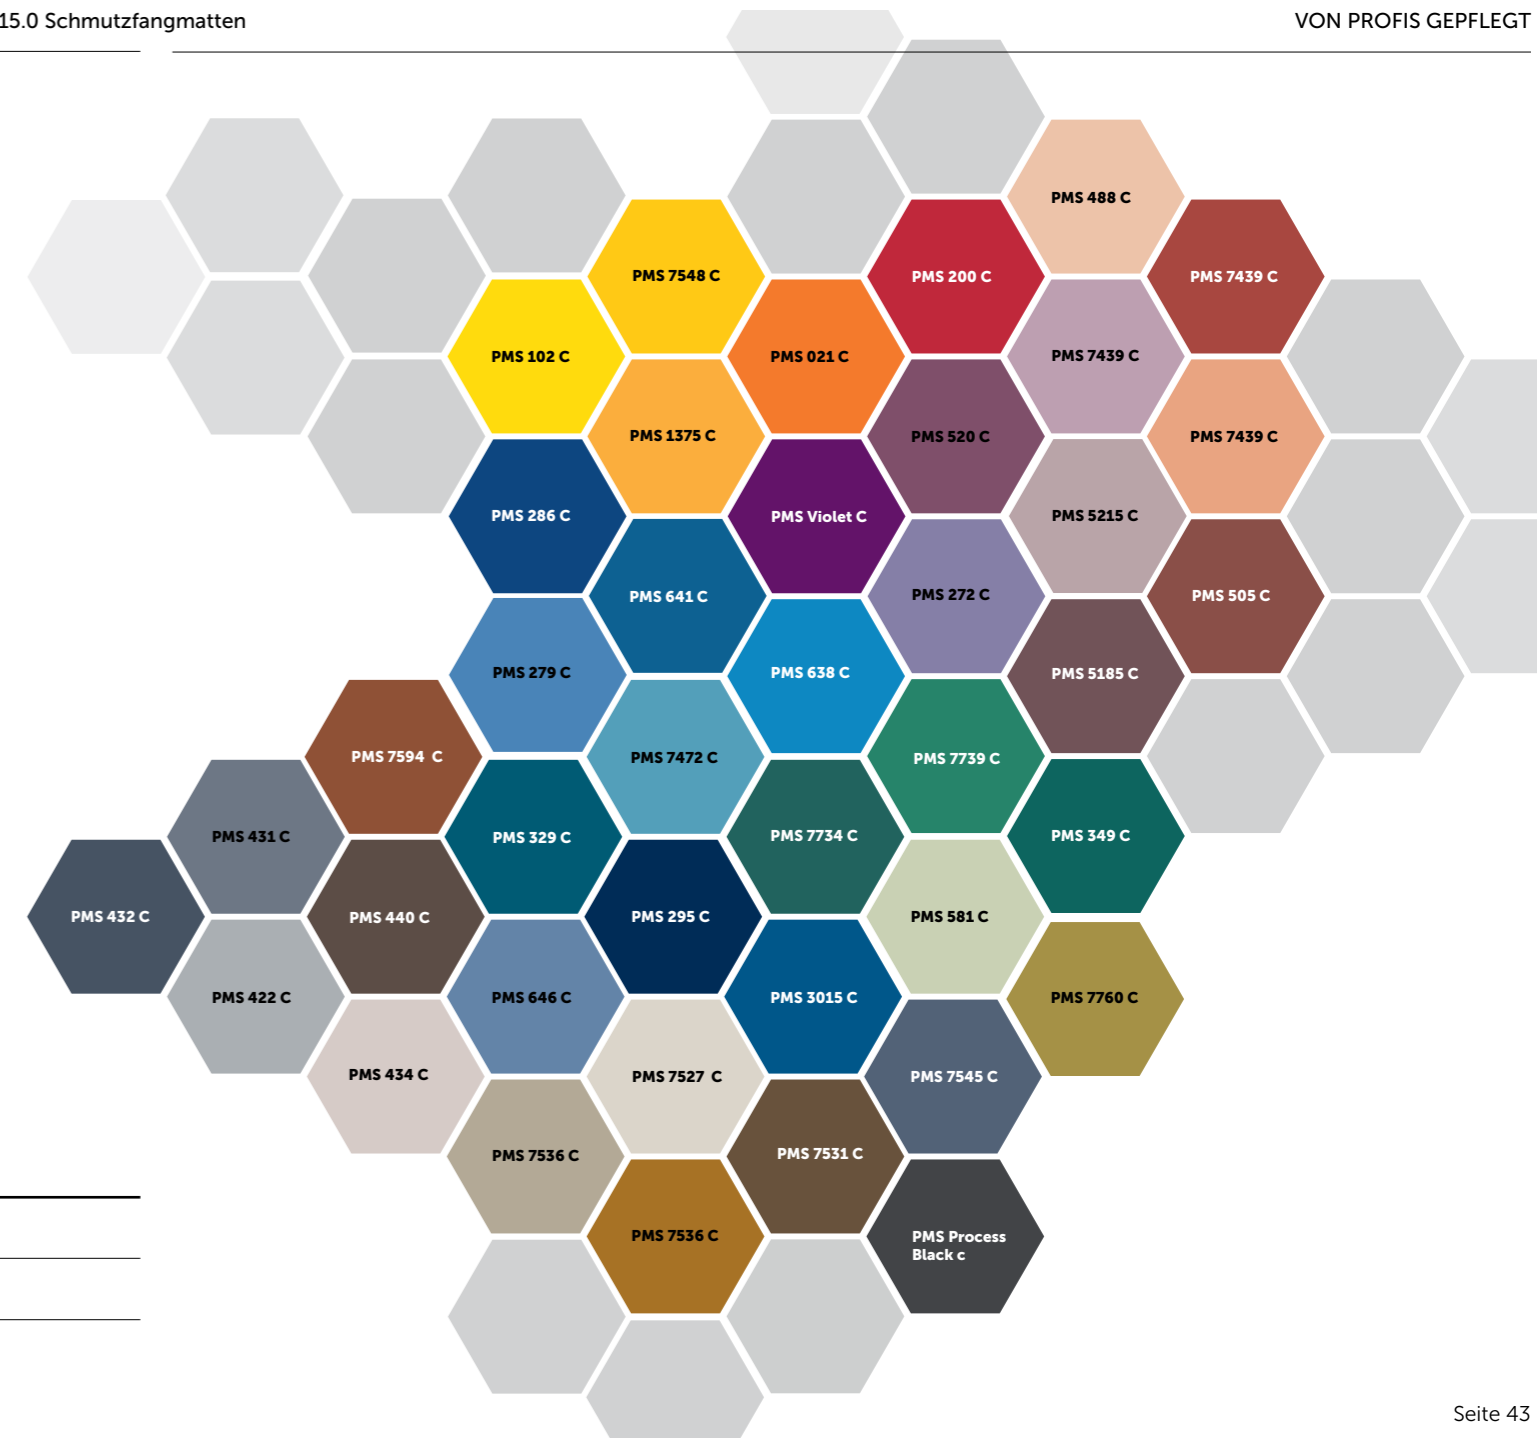 15.0 Schmutzfangmatten
VON PROFIS GEPFLEGT
PMS 488 C
PMS 7548 C
PMS 200 C
PMS 7439 C
PMS 102 C
PMS 021 C
PMS 7439 C
PMS 1375 C
PMS 520 C
PMS 7439 C
PMS 286 C
PMS Violet C
PMS 5215 C
PMS 641 C
PMS 272 C
PMS 505 C
PMS 279 C
PMS 638 C
PMS 5185 C
PMS 7594 C
PMS 7472 C
PMS 7739 C
PMS 431 C
PMS 329 C
PMS 7734 C
PMS 349 C
PMS 432 C
PMS 440 C
PMS 295 C
PMS 581 C
PMS 422 C
PMS 646 C
PMS 3015 C
PMS 7760 C
PMS 434 C
PMS 7527 C
PMS 7545 C
PMS 7536 C
PMS 7531 C
PMS 7536 C
PMS Process
Black c
Seite 43